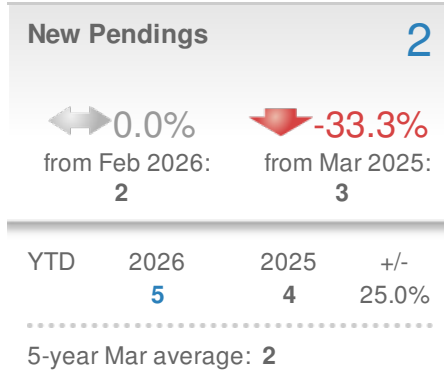 New Pendings 2
0.0% -33.3%
from Feb 2026: from Mar 2025:
2 3
YTD 2026 2025 +/-
5 4 25.0%
5-year Mar average: 2